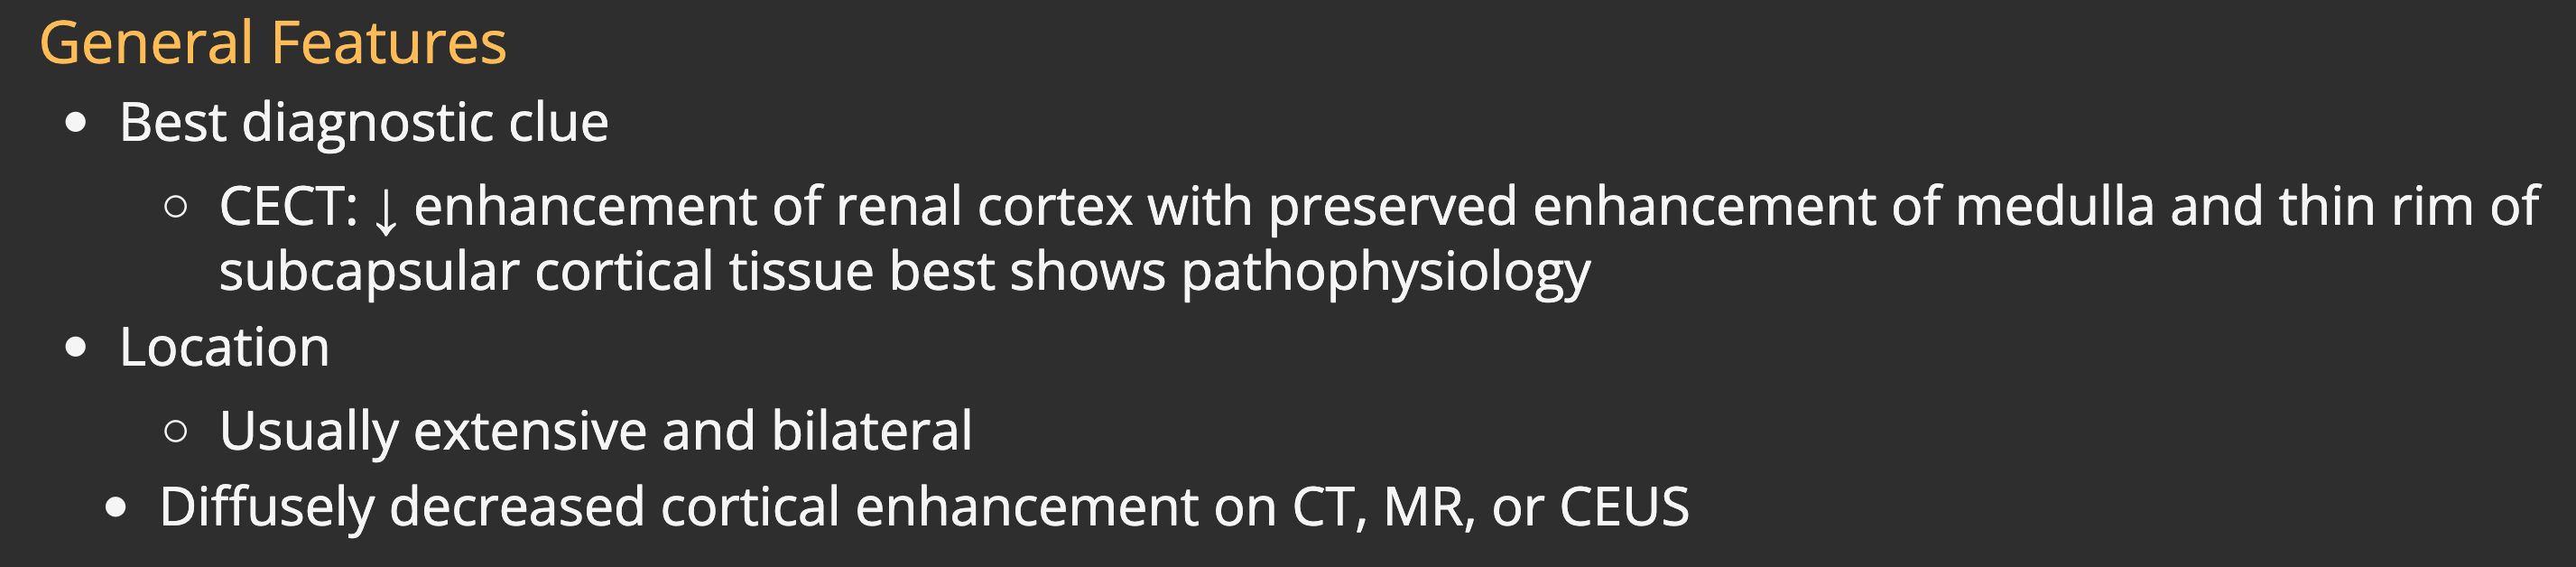 General Features
• Best diagnostic clue
○ CECT: ↓ enhancement of renal cortex with preserved enhancement of medulla and thin rim of
subcapsular cortical tissue best shows pathophysiology
• Location
○ Usually extensive and bilateral
• Diffusely decreased cortical enhancement on CT, MR, or CEUS